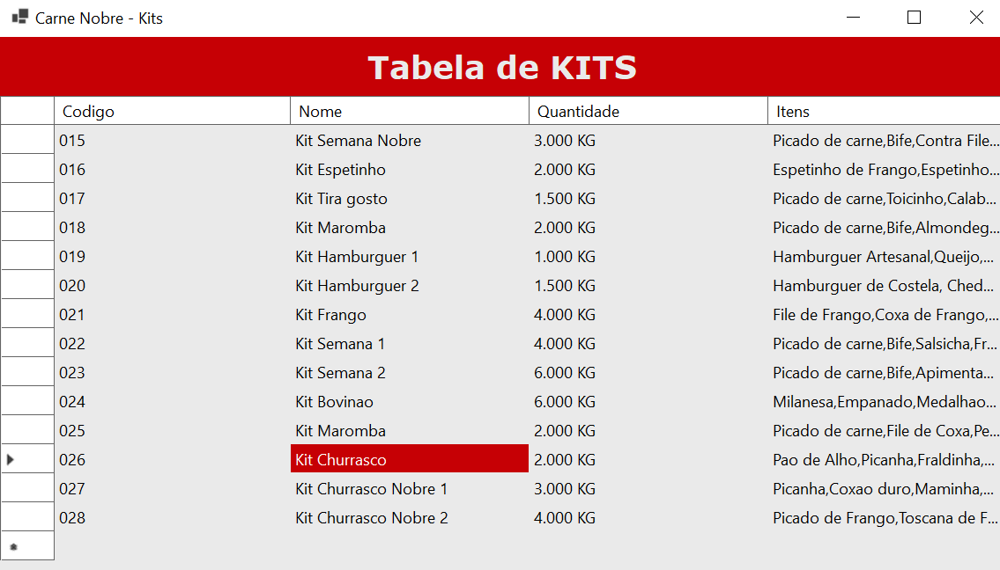 Carne Nobre - Kits
Tabela de KITS
Codigo Nome Quantidade Itens
015 Kit Semana Nobre 3.000 KG Picado de carne,Bife,Contra File...
016 Kit Espetinho 2.000 KG Espetinho de Frango,Espetinho...
017 Kit Tira gosto 1.500 KG Picado de carne,Toicinho,Calab...
018 Kit Maromba 2.000 KG Picado de carne,Bife,Almondeg...
019 Kit Hamburguer 1 1.000 KG Hamburguer Artesanal,Queijo,...
020 Kit Hamburguer 2 1.500 KG Hamburguer de Costela, Ched...
021 Kit Frango 4.000 KG File de Frango,Coxa de Frango,...
022 Kit Semana 1 4.000 KG Picado de carne,Bife,Salsicha,Fr...
023 Kit Semana 2 6.000 KG Picado de carne,Bife,Apimenta...
024 Kit Bovinao 6.000 KG Milanesa,Empanado,Medalhao...
025 Kit Maromba 2.000 KG Picado de carne,File de Coxa,Pe...
026 Kit Churrasco 2.000 KG Pao de Alho,Picanha,Fraldinha,...
027 Kit Churrasco Nobre 1 3.000 KG Picanha,Coxao duro,Maminha,...
028 Kit Churrasco Nobre 2 4.000 KG Picado de Frango,Toscana de F...